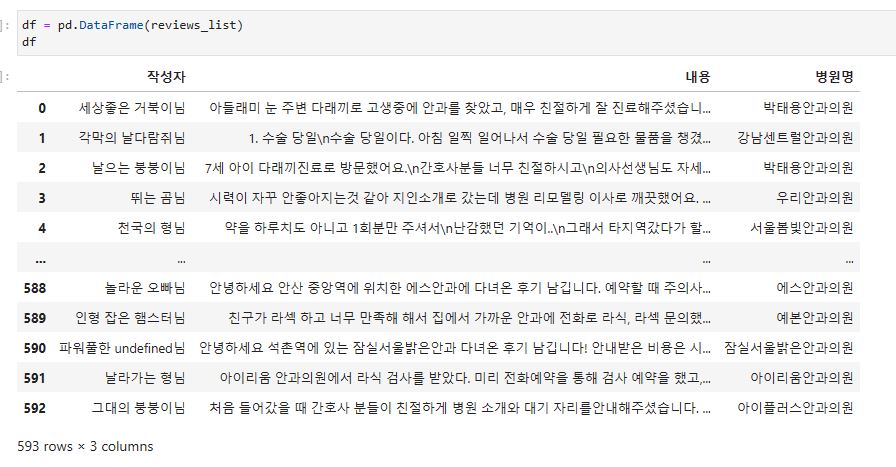 ]: df = pd.DataFrame(reviews_list)
df
]: 작성자 내용 병원명
0 세상좋은 거북이님 아들래미 눈 주변 다래끼로 고생중에 안과를 찾았고, 매우 친절하게 잘 진료해주셨습니... 박태용안과의원
1 각막의 날다람쥐님 1. 수술 당일\n수술 당일이다. 아침 일찍 일어나서 수술 당일 필요한 물품을 챙겼... 강남센트럴안과의원
2 날으는 붕붕이님 7세 아이 다래끼진료로 방문했어요.\n간호사분들 너무 친절하시고\n의사선생님도 자세... 박태용안과의원
3 뛰는 곰님 시력이 자꾸 안좋아지는것 같아 지인소개로 갔는데 병원 리모델링 이사로 깨끗했어요. ... 우리안과의원
4 천국의 형님 약을 하루치도 아니고 1회분만 주셔서\n난감했던 기억이..\n그래서 타지역갔다가 할... 서울봄빛안과의원
... ... ... ...
588 놀라운 오빠님 안녕하세요 안산 중앙역에 위치한 에스안과에 다녀온 후기 남깁니다. 예약할 때 주의사... 에스안과의원
589 인형 잡은 햄스터님 친구가 라섹 하고 너무 만족해 해서 집에서 가까운 안과에 전화로 라식, 라섹 문의했... 예본안과의원
590 파워풀한 undefined님 안녕하세요 석촌역에 있는 잠실서울밝은안과 다녀온 후기 남깁니다! 안내받은 비용은 시... 잠실서울밝은안과의원
591 날라가는 형님 아이리움 안과의원에서 라식 검사를 받았다. 미리 전화예약을 통해 검사 예약을 했고,... 아이리움안과의원
592 그대의 붕붕이님 처음 들어갔을 때 간호사 분들이 친절하게 병원 소개와 대기 자리를안내해주셨습니다. ... 아이플러스안과의원
593 rows × 3 columns